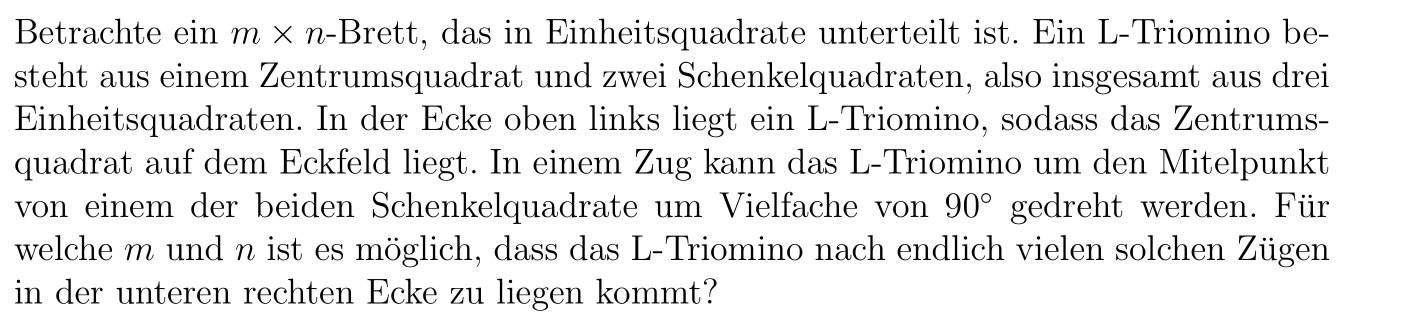 Betrachte ein m × n-Brett, das in Einheitsquadrate unterteilt ist. Ein L-Triomino be-
steht aus einem Zentrumsquadrat und zwei Schenkelquadraten, also insgesamt aus drei
Einheitsquadraten. In der Ecke oben links liegt ein L-Triomino, sodass das Zentrums-
quadrat auf dem Eckfeld liegt. In einem Zug kann das L-Triomino um den Mitelpunkt
von einem der beiden Schenkelquadrate um Vielfache von 90° gedreht werden. Für
welche m und n ist es möglich, dass das L-Triomino nach endlich vielen solchen Zügen
in der unteren rechten Ecke zu liegen kommt?